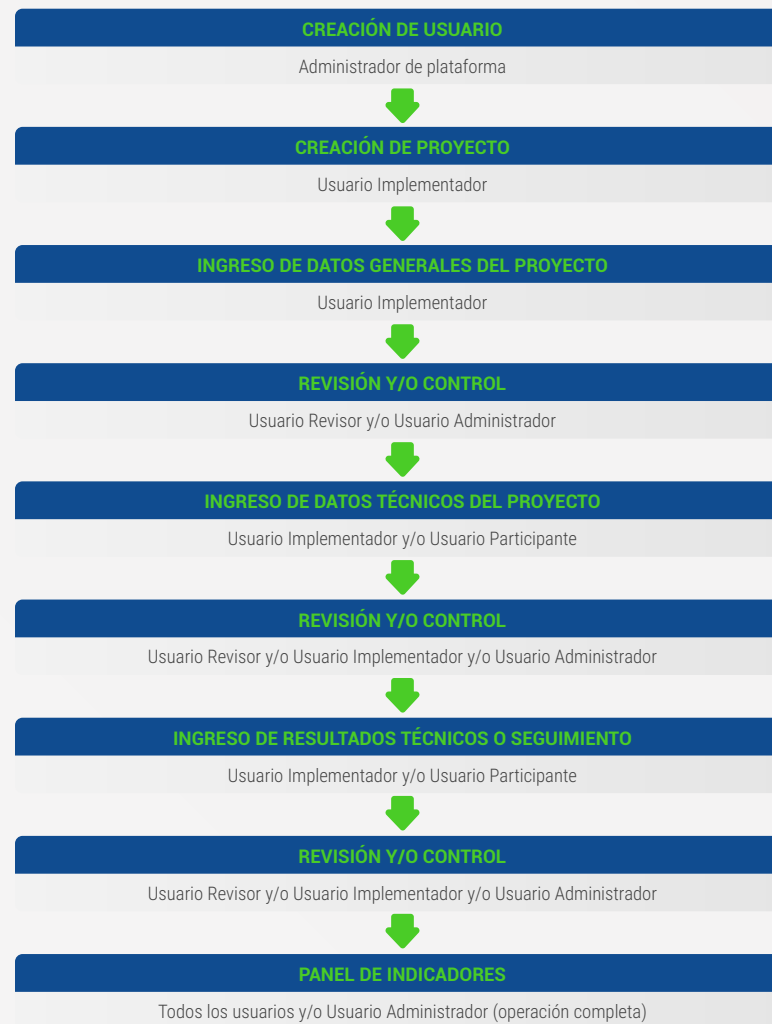 CREACIÓN DE USUARIO
Administrador de plataforma
CREACIÓN DE PROYECTO
Usuario Implementador
INGRESO DE DATOS GENERALES DEL PROYECTO
Usuario Implementador
REVISIÓN Y/O CONTROL
Usuario Revisor y/o Usuario Administrador
INGRESO DE DATOS TÉCNICOS DEL PROYECTO
Usuario Implementador y/o Usuario Participante
REVISIÓN Y/O CONTROL
Usuario Revisor y/o Usuario Implementador y/o Usuario Administrador
INGRESO DE RESULTADOS TÉCNICOS O SEGUIMIENTO
Usuario Implementador y/o Usuario Participante
REVISIÓN Y/O CONTROL
Usuario Revisor y/o Usuario Implementador y/o Usuario Administrador
PANEL DE INDICADORES
Todos los usuarios y/o Usuario Administrador (operación completa)